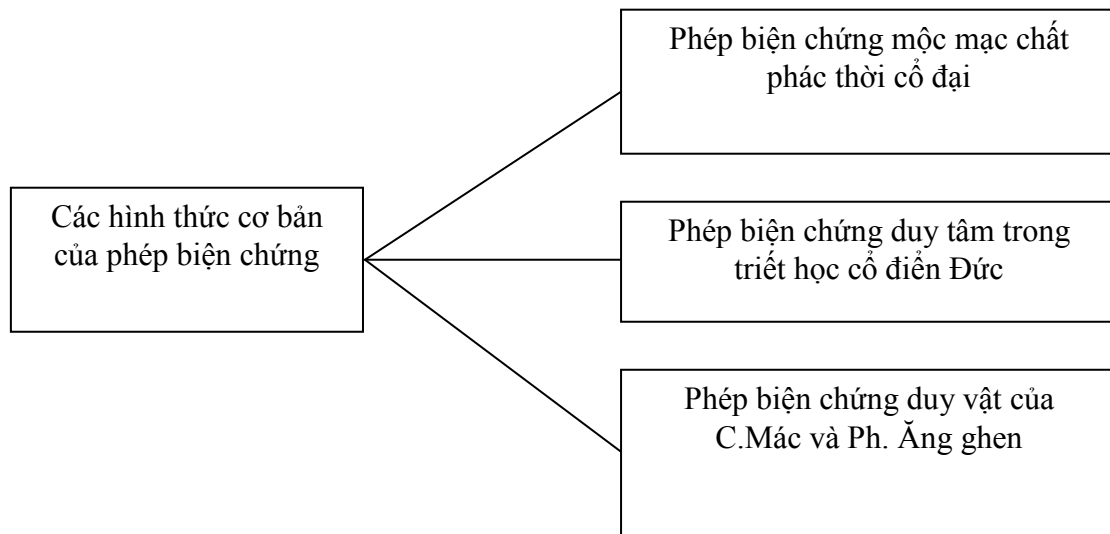 Phép biện chứng mộc mạc chất
phác thời cổ đại
Các hình thức cơ bản
của phép biện chứng
Phép biện chứng duy tâm trong
triết học cổ điển Đức
Phép biện chứng duy vật của
C.Mác và Ph. Ăng ghen